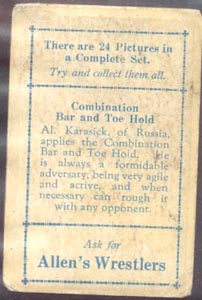 There are 24 Pictures in
a Complete Set.
Try and collect them all.
Combination
Bar and Toe Hold
Al. Karasick, of Russia,
applies the Combination
Bar and Toe Hold. He
is always a formidable
adversary, being very agile
and active, and when
necessary can rough it
with any opponent.
Ask for
Allen's Wrestlers